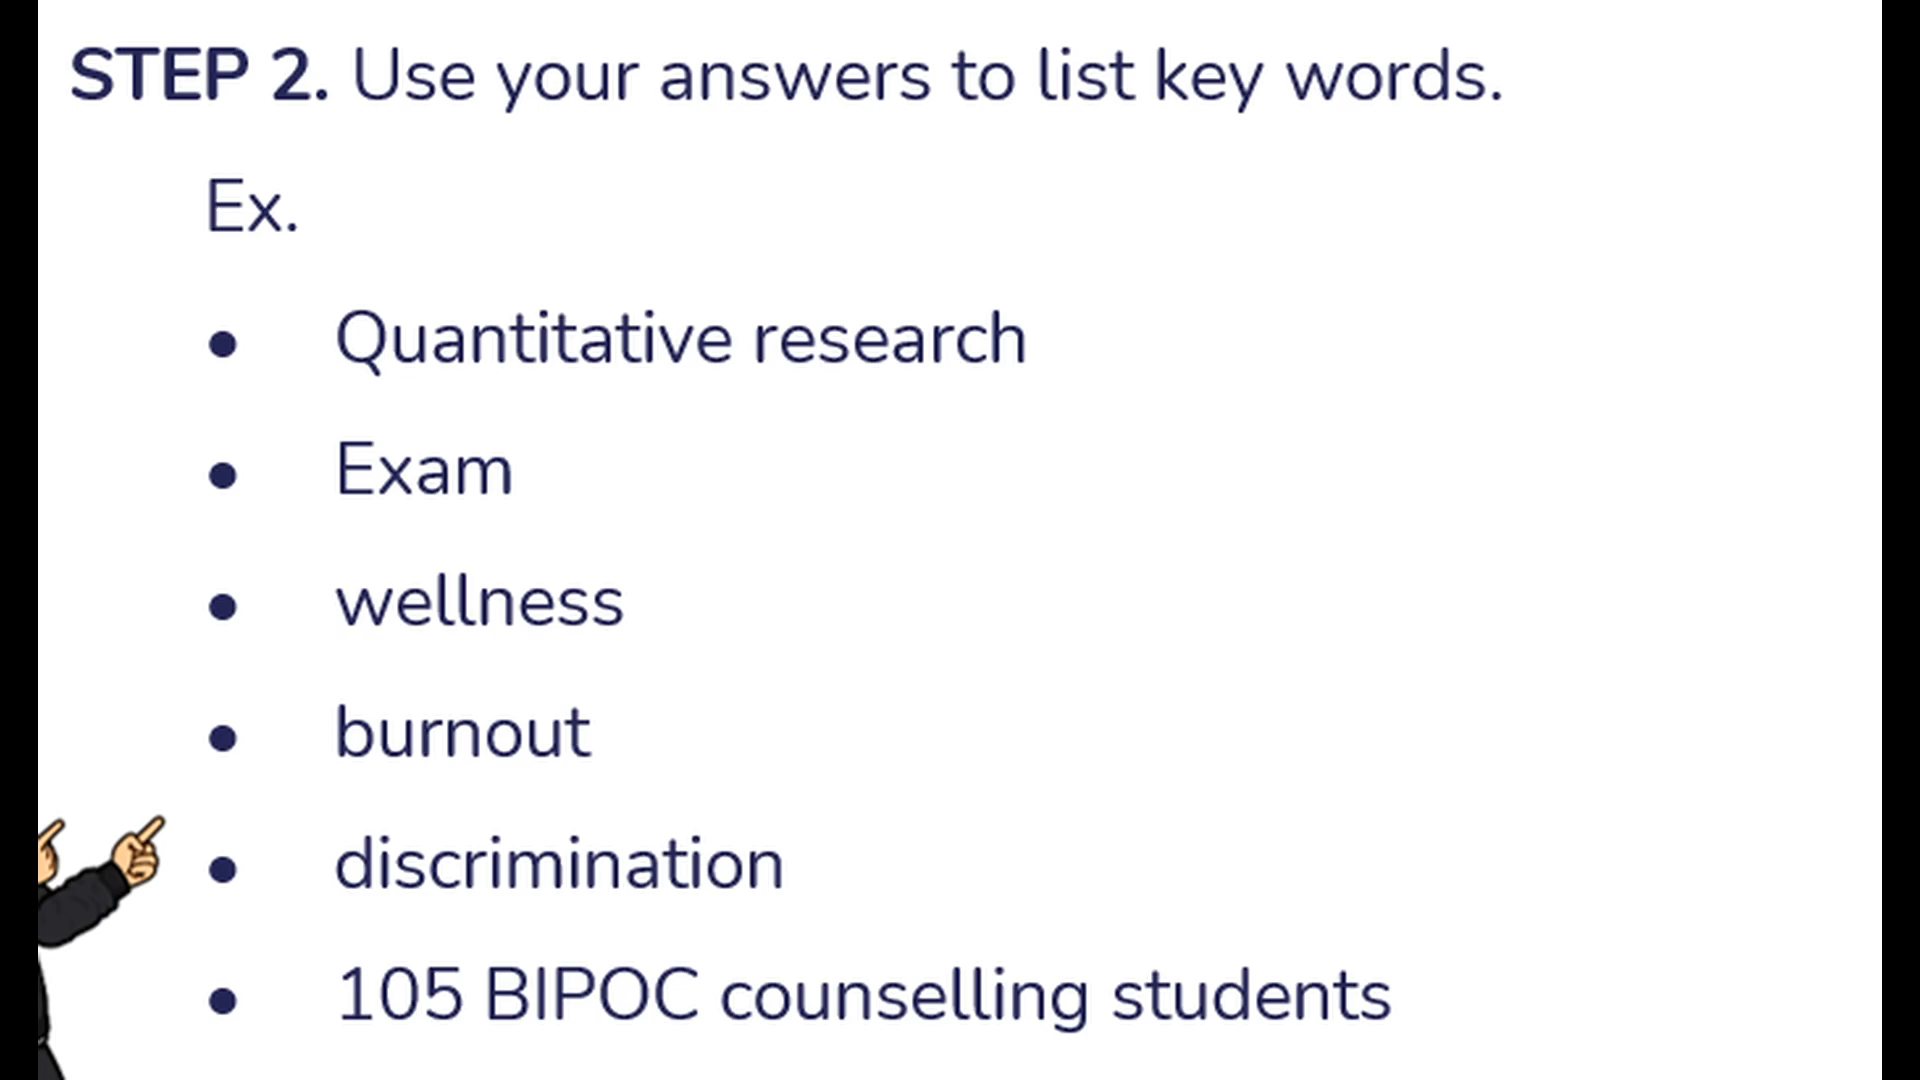 STEP 2. Use your answers to list key words.
Ex.
● Quantitative research
● Exam
● wellness
● burnout
● discrimination
● 105 BIPOC counselling students